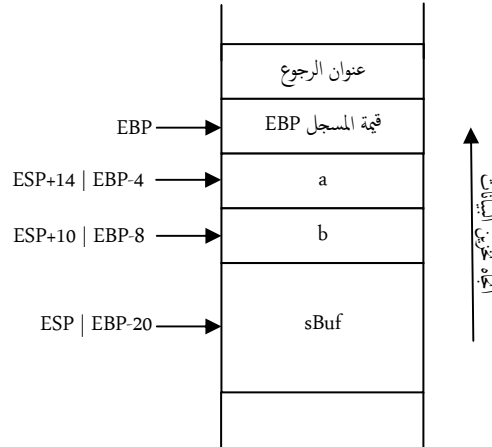 عنوان الرجوع
EBP
قيمة المسجل EBP
ESP+14 | EBP-4
a
ESP+10 | EBP-8
b
ESP | EBP-20
sBuf
اتجاه تخزين البيانات